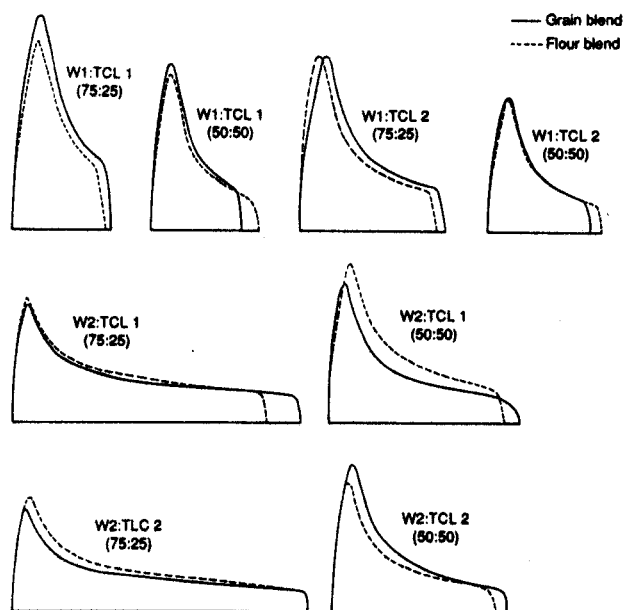 Grain blend
Flour blend
W1:TCL 1
(75:25)
W1:TCL 1
(50:50)
W1:TCL 2
(75:25)
W1:TCL 2
(50:50)
W2:TCL 1
(75:25)
W2:TCL 1
(50:50)
W2:TLC 2
(75:25)
W2:TCL 2
(50:50)